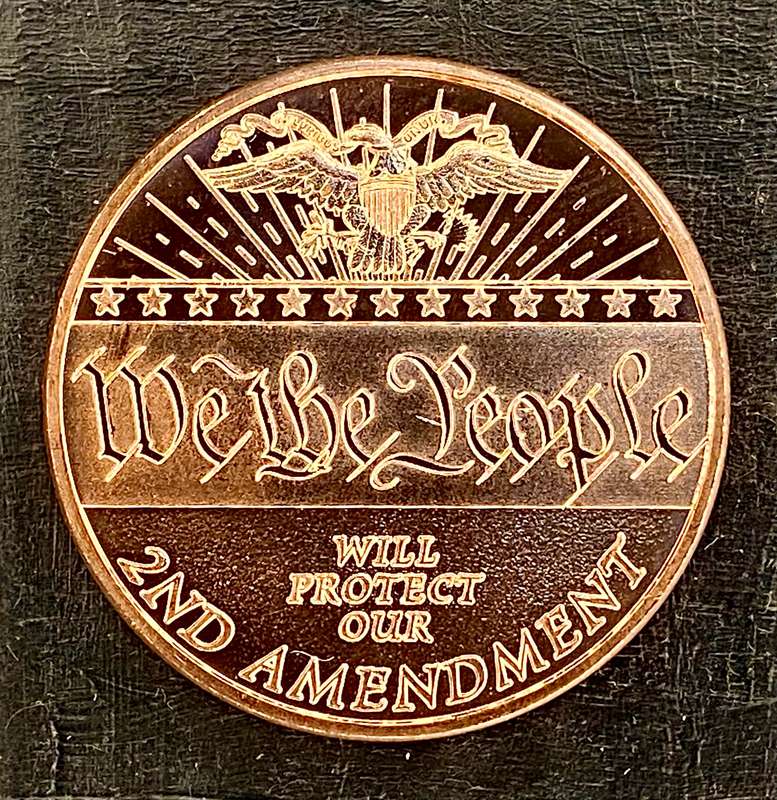 We the People
WILL
PROTECT
OUR
2ND AMENDMENT